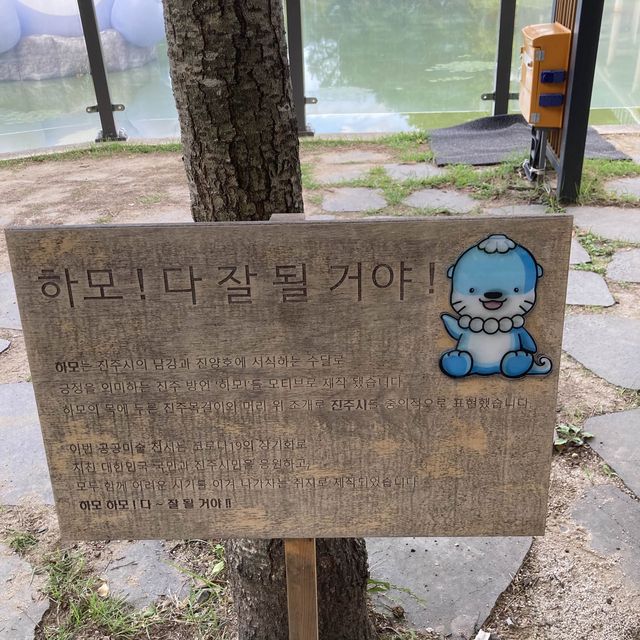 하모! 다 잘 될 거야!
하모는 진주시의 남강과 진양호에 서식하는 수달로
긍정을 의미하는 진주 방언 '하모!'를 모티브로 제작 됐습니다.
하모의 목에 두른 진주목걸이와 머리 위 조개로 진주시를 중의적으로 표현했습니다.
이번 공공미술 전시는 코로나19의 장기화로
지친 대한민국 국민과 진주시민을 응원하고,
모두 함께 어려운 시기를 이겨 나가자는 취지로 제작되었습니다.
하모 하모! 다 ~ 잘 될 거야!!